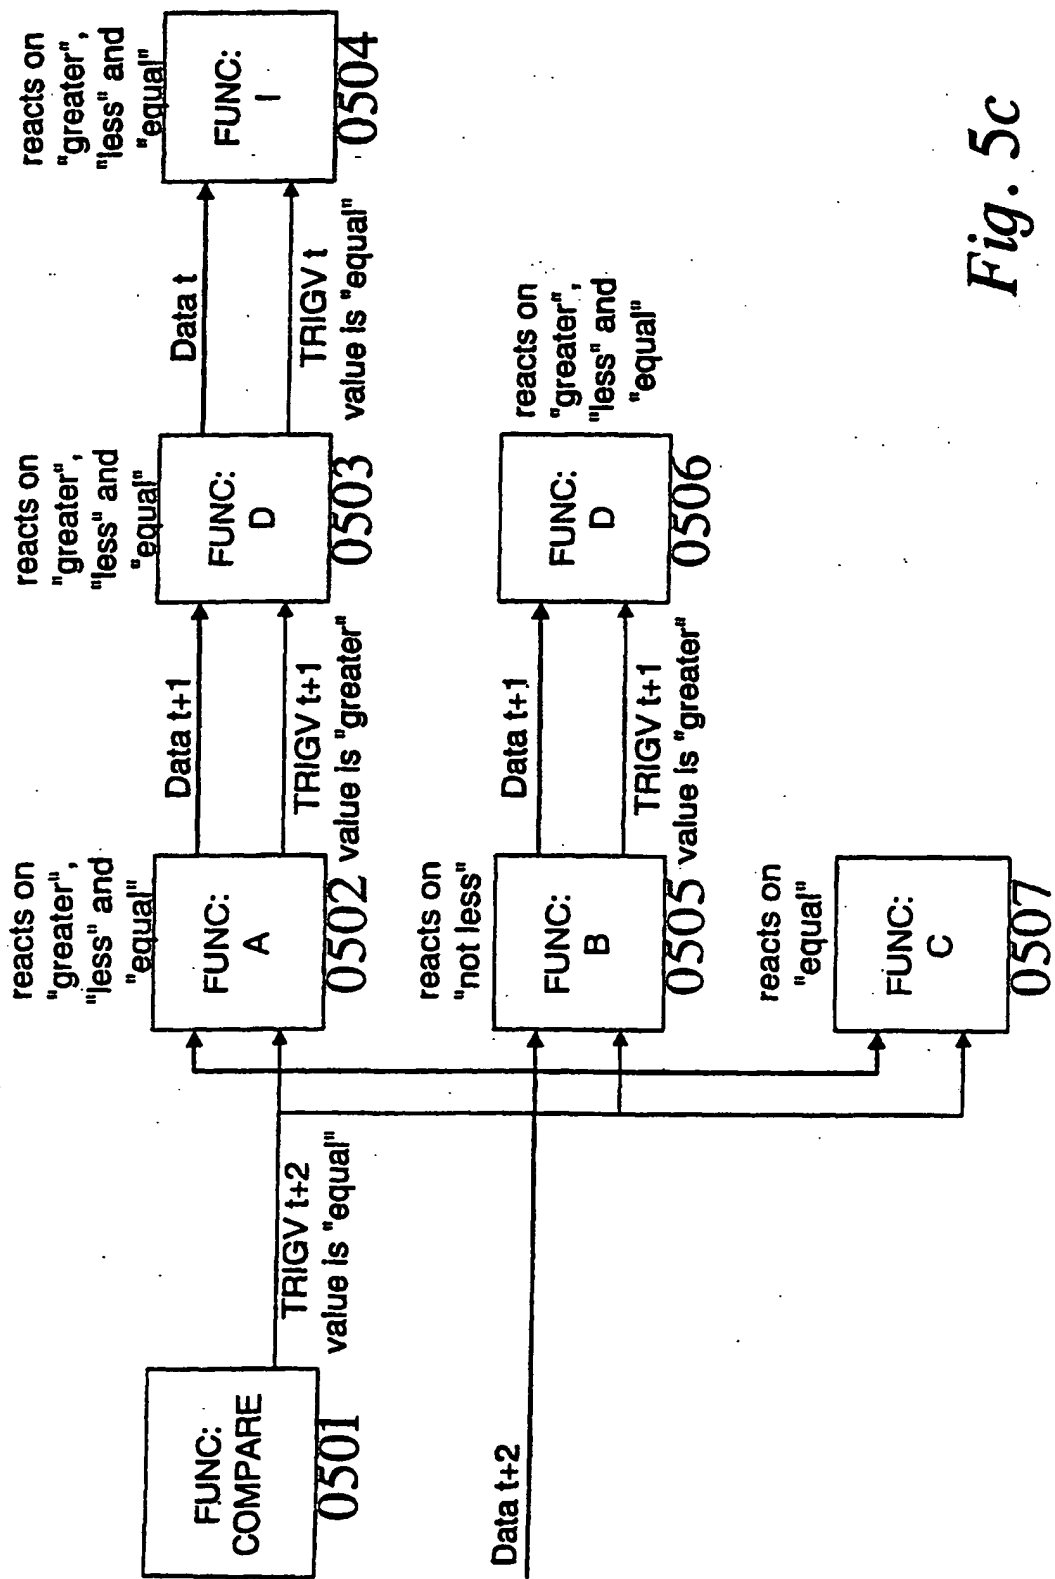 FUNC:
COMPARE
0501
TRIGV t+2
value is "equal"
Data t+2
reacts on
"greater",
"less" and
"equal"
FUNC:
A
0502
Data t+1
TRIGV t+1
value is "greater"
reacts on
"greater",
"less" and
"equal"
FUNC:
D
0503
Data t
TRIGV t
value is "equal"
reacts on
"greater",
"less" and
"equal"
FUNC:
I
0504
reacts on
"not less"
FUNC:
B
0505
Data t+1
TRIGV t+1
value is "greater"
FUNC:
D
0506
reacts on
"greater",
"less" and
"equal"
reacts on
"equal"
FUNC:
C
0507
Fig. 5c